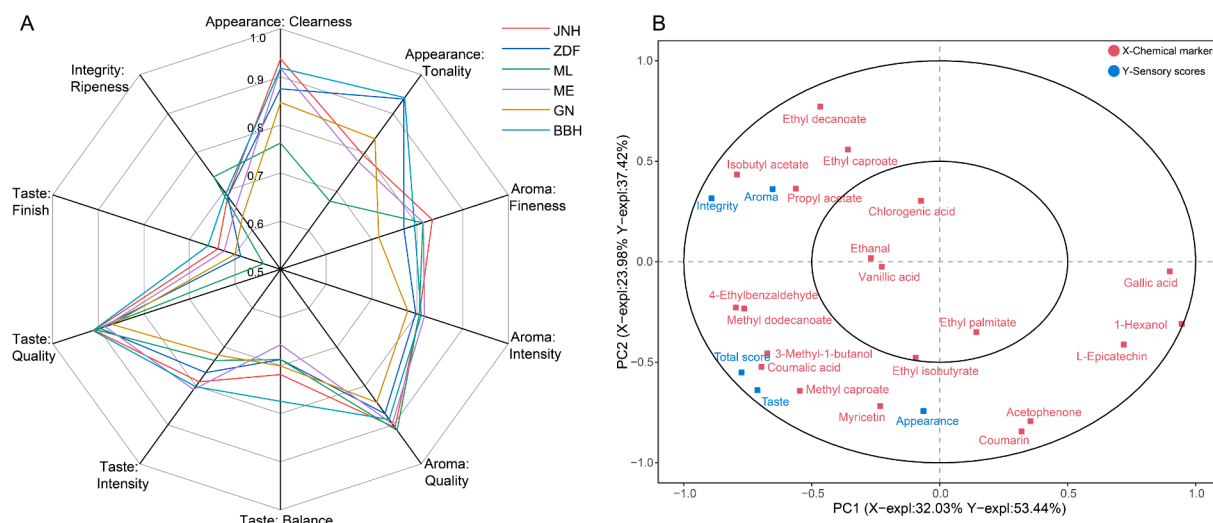 A
Appearance: Clearness
1.0
0.9
0.8
0.7
0.6
0.5
Appearance:
Tonality
Aroma:
Fineness
Aroma:
Intensity
Aroma:
Quality
Taste: Balance
Taste:
Intensity
Taste:
Quality
Taste:
Finish
Integrity:
Ripeness
JNH
ZDF
ML
ME
GN
BBH
B
X-Chemical markers
Y-Sensory scores
PC2 (X-expl:23.98% Y-expl:37.42%)
1.0
0.5
0.0
−0.5
−1.0
Ethyl decanoate
Ethyl caproate
Isobutyl acetate
Integrity
Aroma
Propyl acetate
Chlorogenic acid
Ethanal
Vanillic acid
Gallic acid
4-Ethylbenzaldehyde
Methyl dodecanoate
Ethyl palmitate
1-Hexanol
L-Epicatechin
Total score
3-Methyl-1-butanol
Coumalic acid
Ethyl isobutyrate
Taste
Methyl caproate
Myricetin
Appearance
Acetophenone
Coumarin
−1.0
−0.5
0.0
0.5
1.0
PC1 (X-expl:32.03% Y-expl:53.44%)